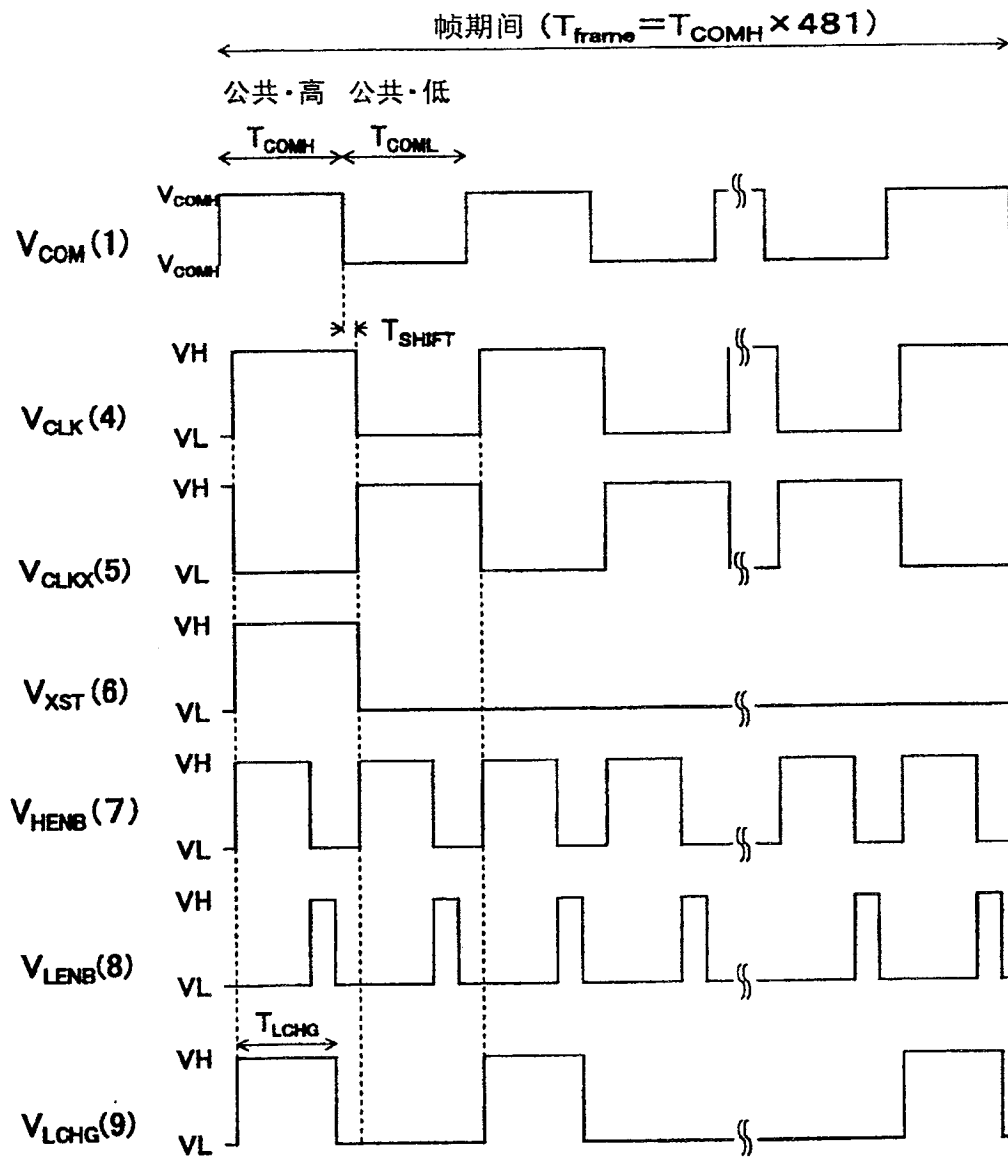 帧期间 (Tframe=TCOMH×481)
公共·高 公共·低
TCOMH TCOML
VCOMH
VCOM(1)
VCOMH
TSHIFT
VH
VCLK(4)
VL
VH
VCLKX(5)
VL
VH
VXST(6)
VL
VH
VHENB(7)
VL
VH
VLENB(8)
VL
TLCHG
VH
VLCHG(9)
VL